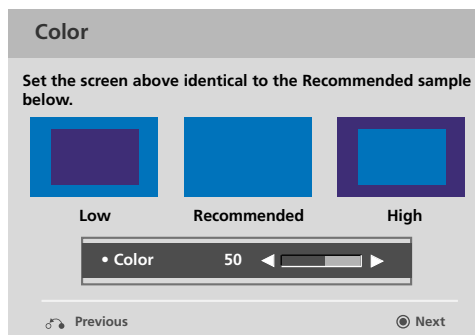 Color
Set the screen above identical to the Recommended sample
below.
Low Recommended High
• Color 50
Previous Next